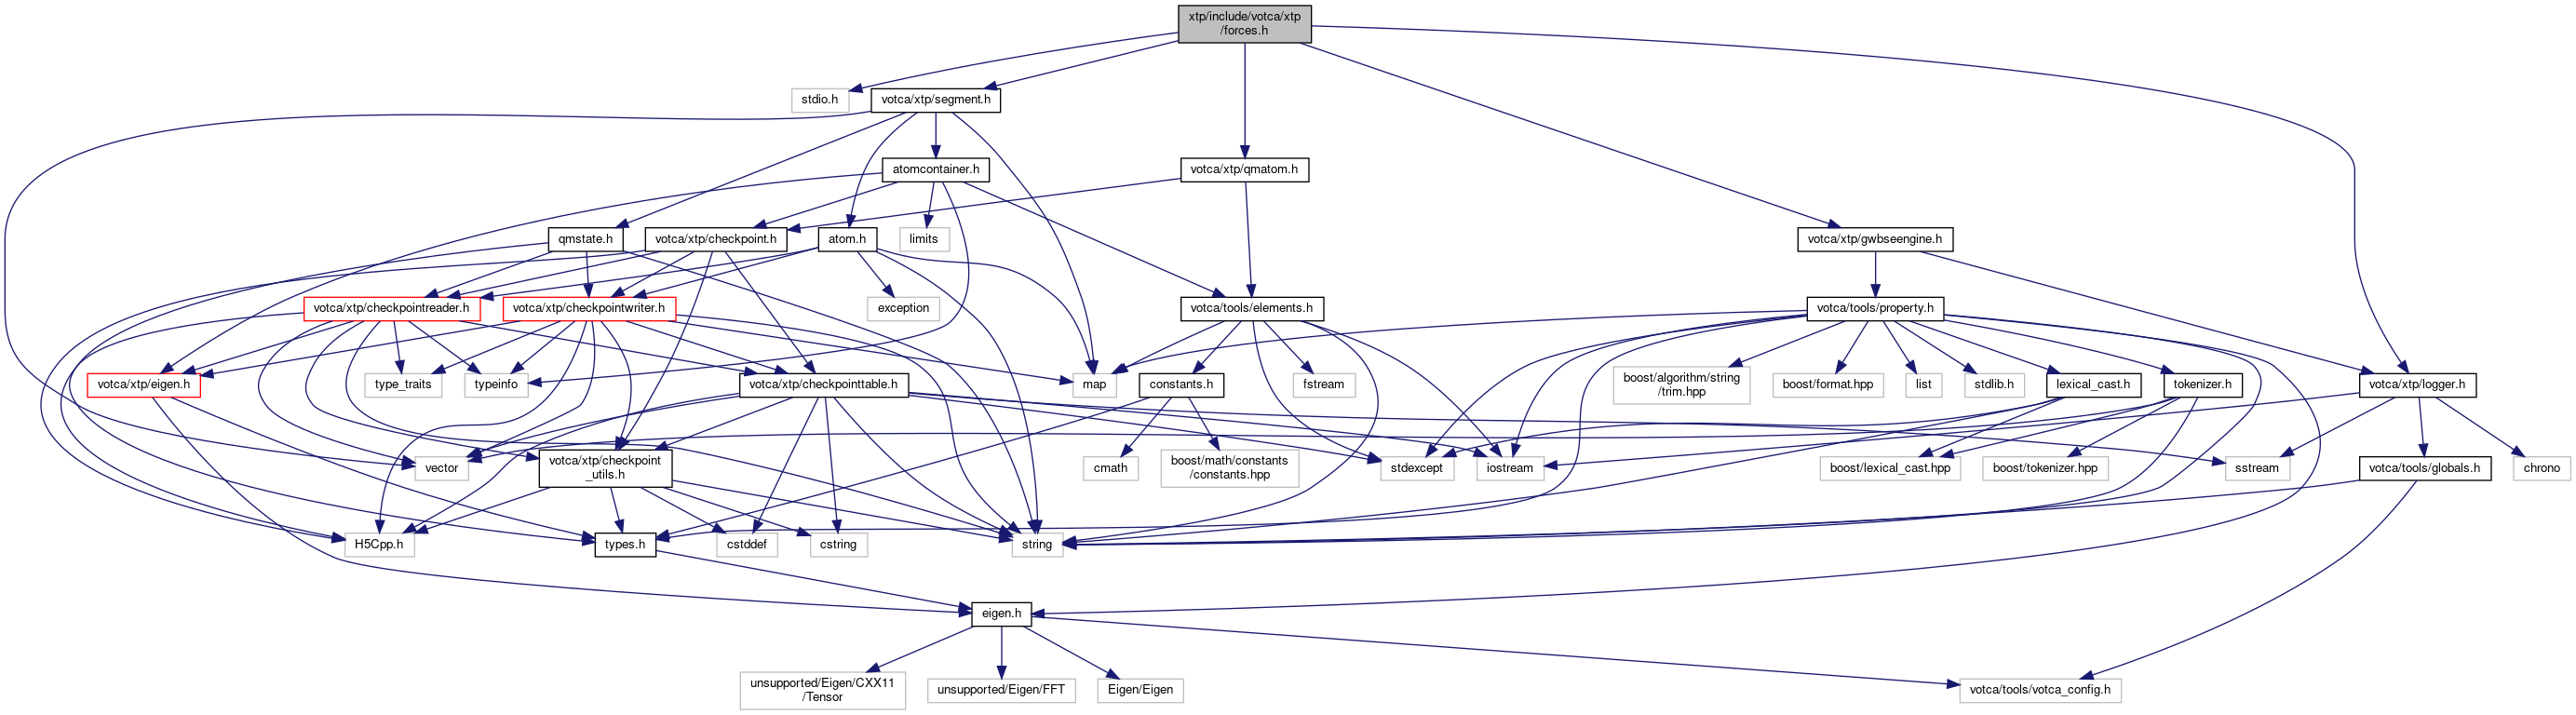 xtp/include/votca/xtp
/forces.h
stdio.h
votca/xtp/segment.h
atomcontainer.h
votca/xtp/qmatom.h
qmstate.h
votca/xtp/checkpoint.h
atom.h
limits
votca/xtp/gwbseengine.h
votca/xtp/checkpointreader.h
votca/xtp/checkpointwriter.h
exception
votca/tools/elements.h
votca/tools/property.h
votca/xtp/eigen.h
type_traits
typeinfo
votca/xtp/checkpointtable.h
map
constants.h
fstream
boost/algorithm/string
/trim.hpp
boost/format.hpp
list
stdlib.h
lexical_cast.h
tokenizer.h
votca/xtp/logger.h
vector
votca/xtp/checkpoint
_utils.h
cmath
boost/math/constants
/constants.hpp
stdexcept
iostream
boost/lexical_cast.hpp
boost/tokenizer.hpp
sstream
votca/tools/globals.h
chrono
H5Cpp.h
types.h
cstddef
cstring
string
eigen.h
unsupported/Eigen/CXX11
/Tensor
unsupported/Eigen/FFT
Eigen/Eigen
votca/tools/votca_config.h